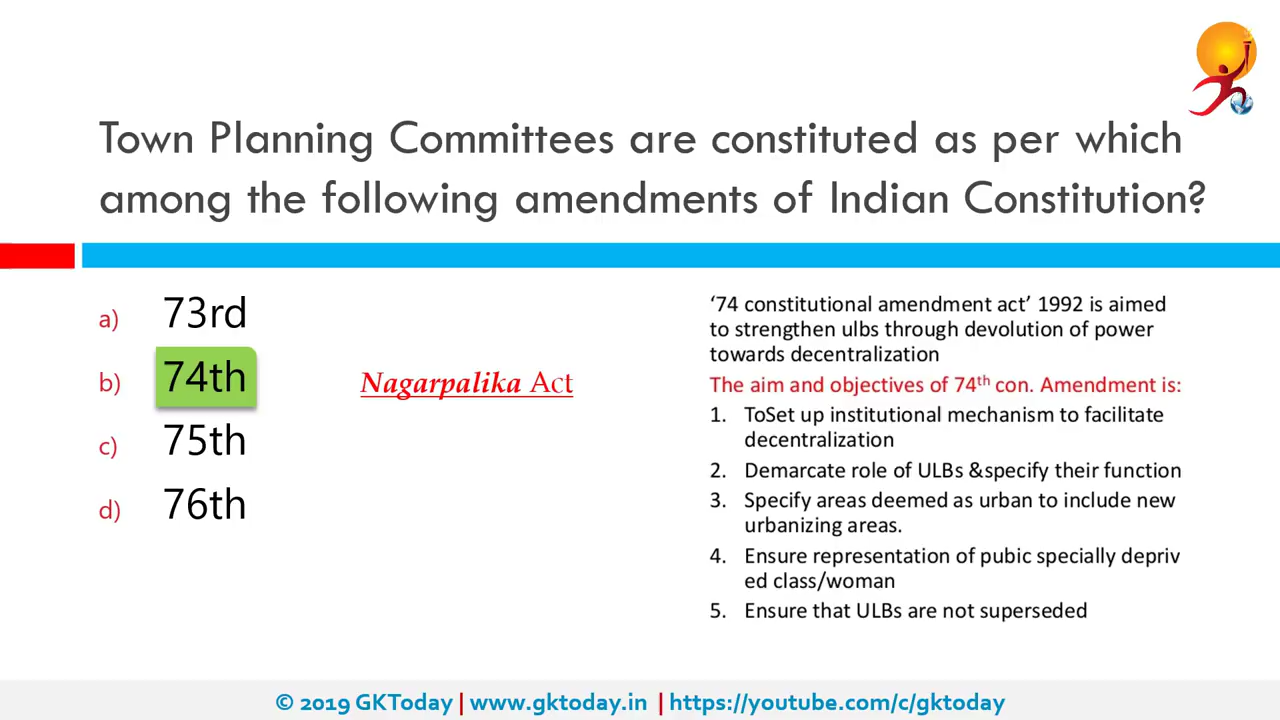 Town Planning Committees are constituted as per which
among the following amendments of Indian Constitution?
a) 73rd
b) 74th
Nagarpalika Act
c) 75th
d) 76th
‘74 constitutional amendment act’ 1992 is aimed
to strengthen ulbs through devolution of power
towards decentralization
The aim and objectives of 74th con. Amendment is:
1. ToSet up institutional mechanism to facilitate
decentralization
2. Demarcate role of ULBs &specify their function
3. Specify areas deemed as urban to include new
urbanizing areas.
4. Ensure representation of pubic specially depriv
ed class/woman
5. Ensure that ULBs are not superseded
© 2019 GKToday | www.gktoday.in | https://youtube.com/c/gktoday